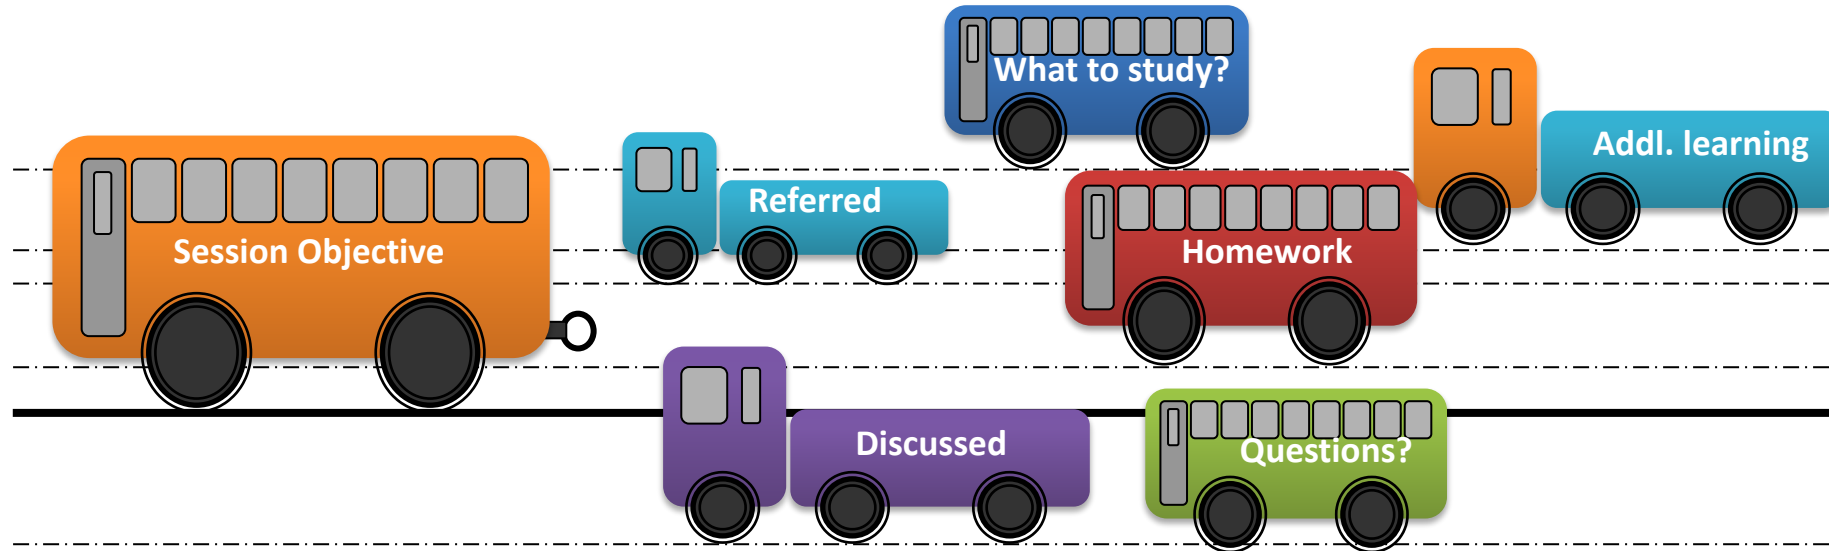 What to study?
Addl. learning
Referred
Session Objective
Homework
Discussed
Questions?